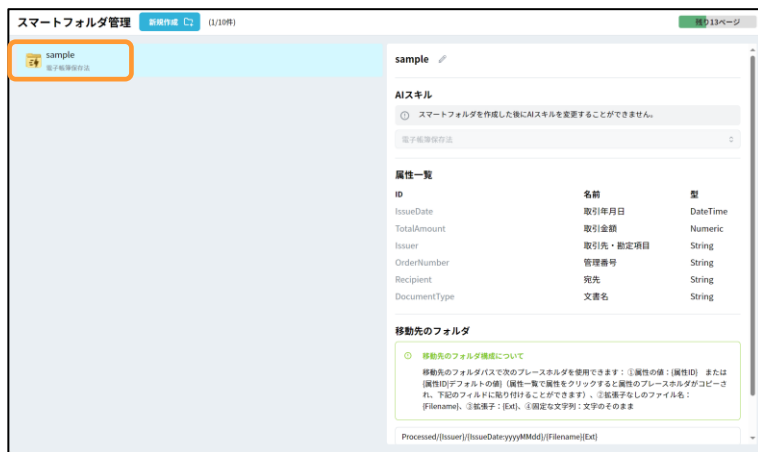 スマートフォルダ管理 新規作成 (1/10件) 残り13ページ
sample
電子帳簿保存法
sample
AIスキル
スマートフォルダを作成した後にAIスキルを変更することができません。
電子帳簿保存法
属性一覧
ID 名前 型
IssueDate 取引年月日 DateTime
TotalAmount 取引金額 Numeric
Issuer 取引先・勘定項目 String
OrderNumber 管理番号 String
Recipient 宛先 String
DocumentType 文書名 String
移動先のフォルダ
移動先のフォルダ構成について
移動先のフォルダパスで次のプレースホルダを使用できます：①属性の値：{属性ID} または
{属性ID|デフォルトの値}（属性一覧で属性をクリックすると属性のプレースホルダがコピーさ
れ、下記のフィールドに貼り付けることができます）、②拡張子なしのファイル名：
{Filename}、③拡張子：{Ext}、④固定な文字列：文字のそのまま
Processed/{Issuer}/{IssueDate:yyyyMMdd}/{Filename}{Ext}